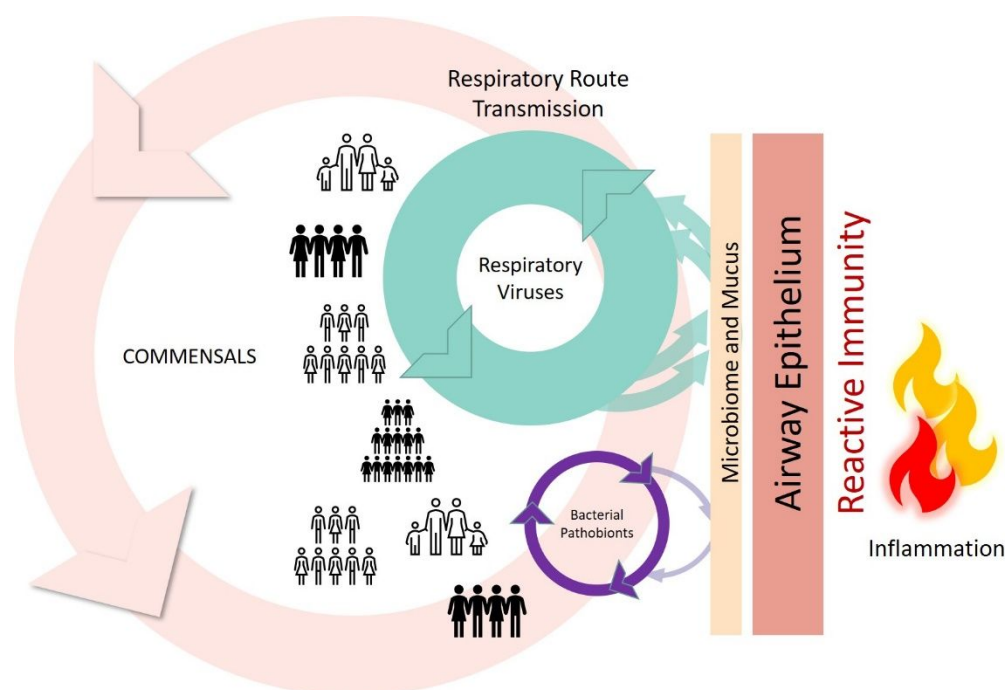 Respiratory Route
Transmission
Respiratory
Viruses
COMMENSALS
Bacterial
Pathobionts
Microbiome and Mucus
Airway Epithelium
Reactive Immunity
Inflammation